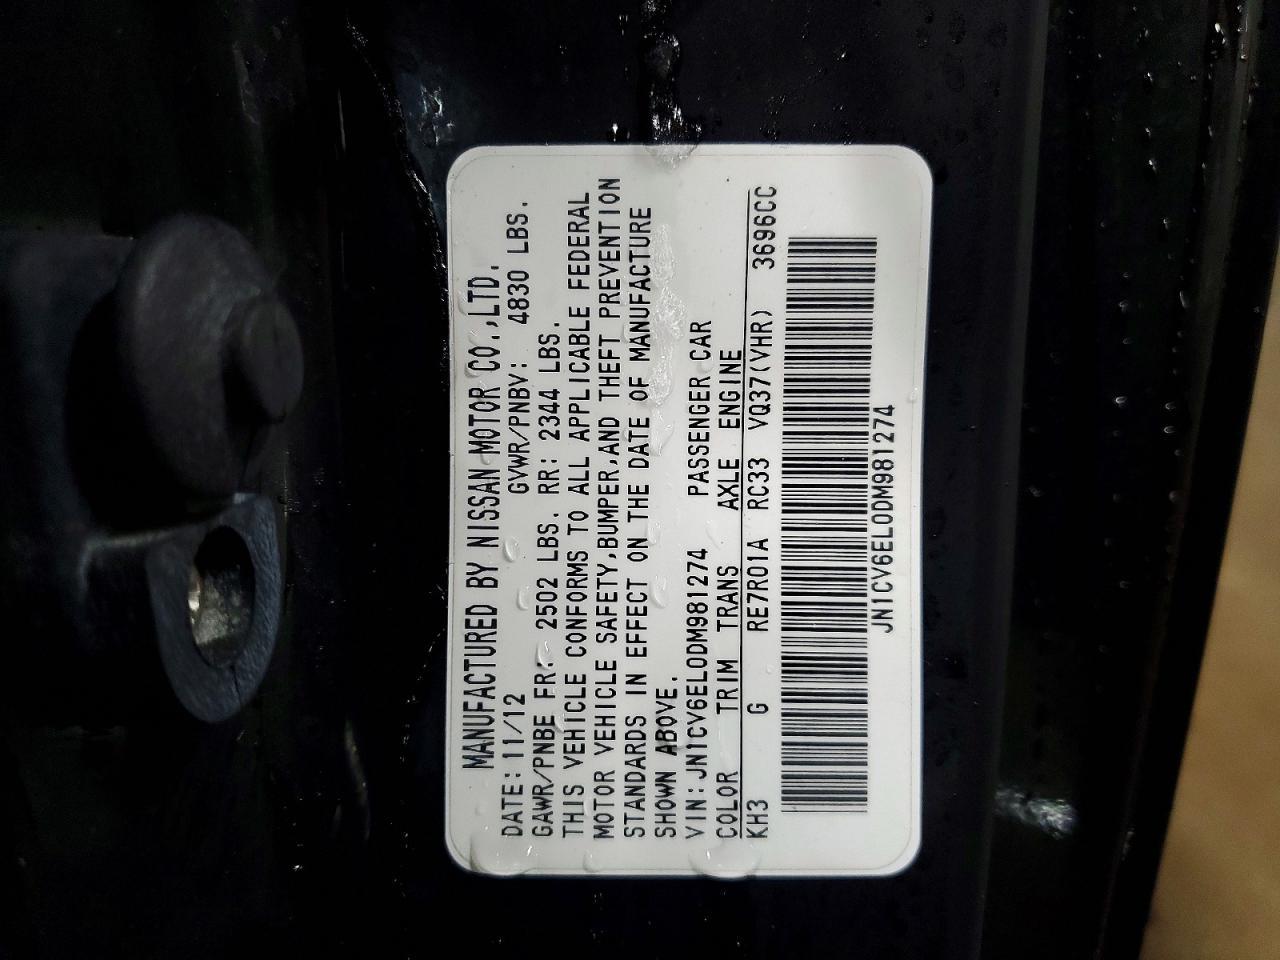 MANUFACTURED BY NISSAN MOTOR CO.,LTD.
DATE: 11/12 GVWR/PNBV: 4830 LBS.
GAWR/PNBE FR: 2502 LBS. RR: 2344 LBS.
THIS VEHICLE CONFORMS TO ALL APPLICABLE FEDERAL
MOTOR VEHICLE SAFETY,BUMPER,AND THEFT PREVENTION
STANDARDS IN EFFECT ON THE DATE OF MANUFACTURE
SHOWN ABOVE.
VIN:JN1CV6EL0DM981274 PASSENGER CAR
COLOR TRIM TRANS AXLE ENGINE
KH3 G RE7R01A RC33 VQ37(VHR) 3696CC
JN1CV6EL0DM981274